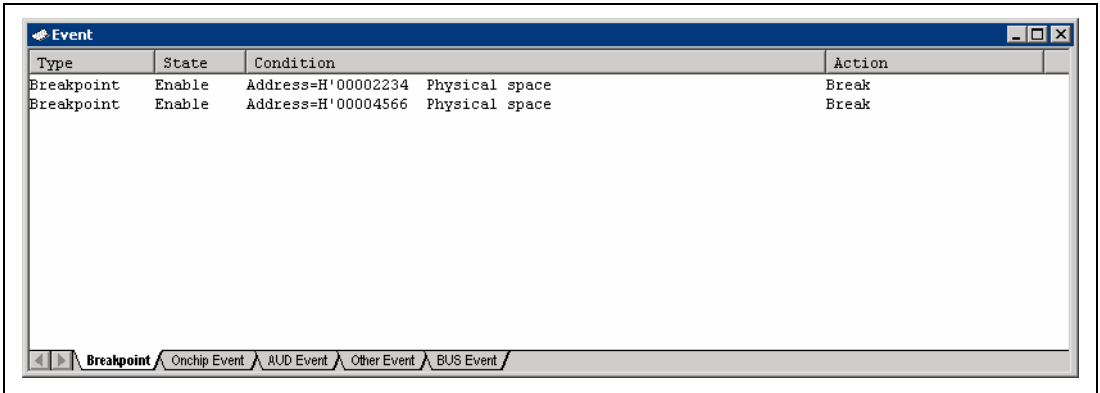 Event
Type State Condition Action
Breakpoint Enable Address=H'00002234 Physical space Break
Breakpoint Enable Address=H'00004566 Physical space Break
Breakpoint Onchip Event AUD Event Other Event BUS Event